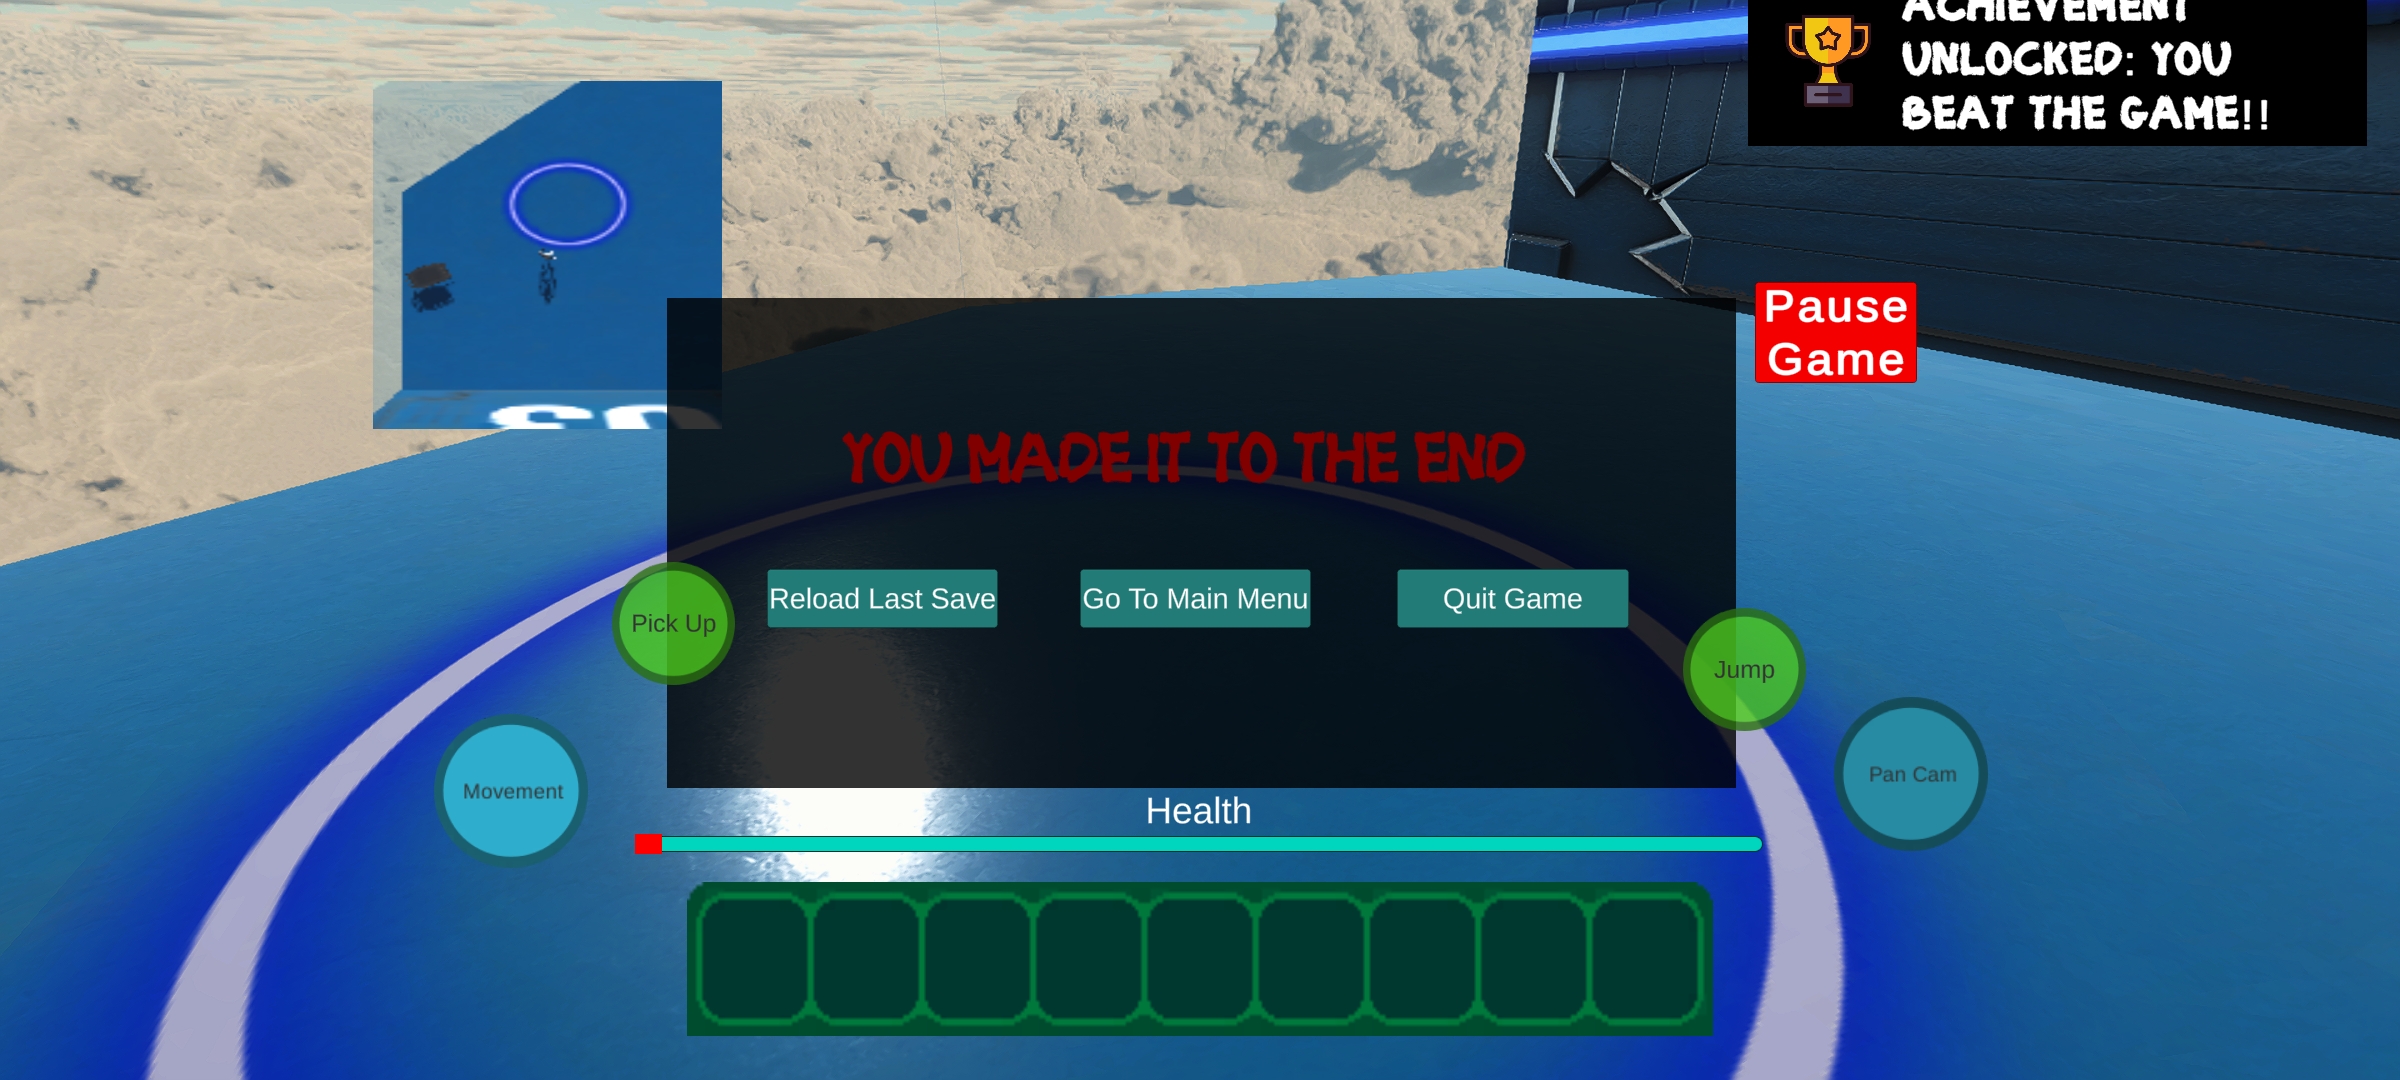 ACHIEVEMENT
UNLOCKED: YOU
BEAT THE GAME!!
Pause
Game
YOU MADE IT TO THE END
Reload Last Save
Go To Main Menu
Quit Game
Pick Up
Jump
Movement
Pan Cam
Health